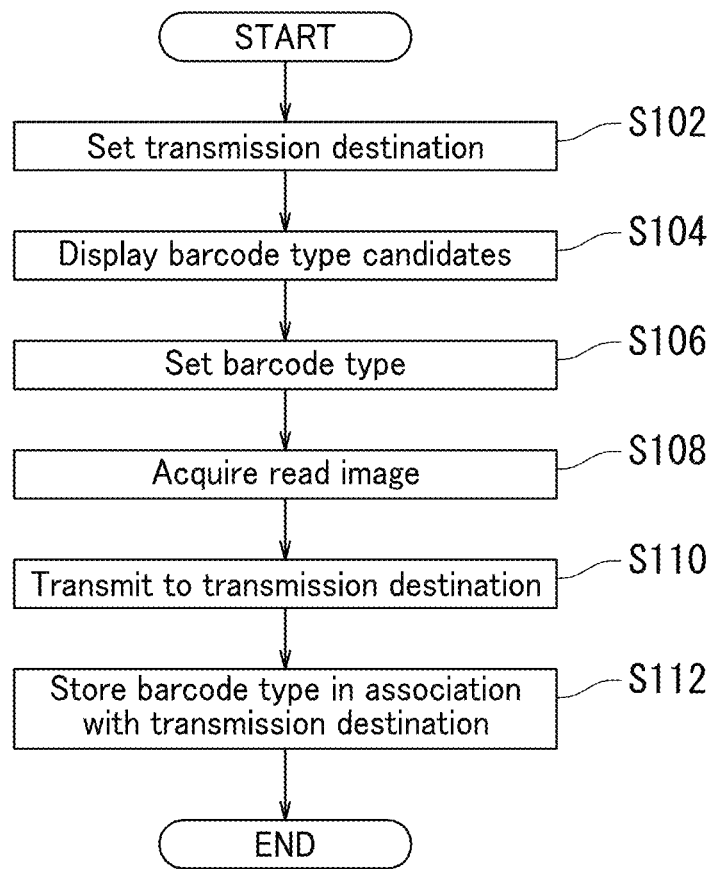 START
Set transmission destination
S102
Display barcode type candidates
S104
Set barcode type
S106
Acquire read image
S108
Transmit to transmission destination
S110
Store barcode type in association
with transmission destination
S112
END